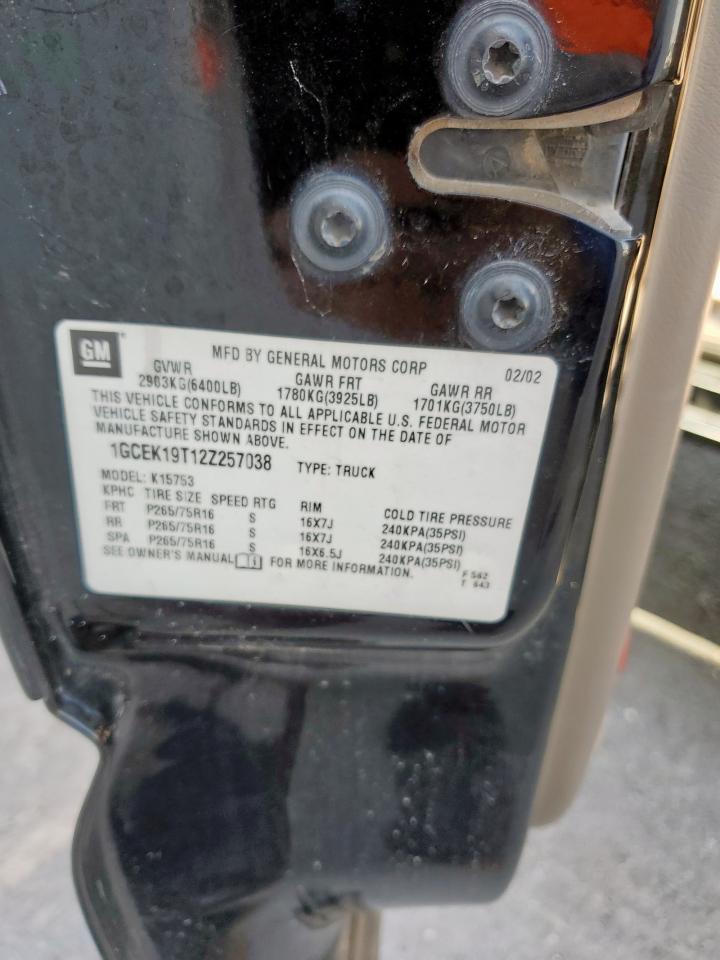 GM MFD BY GENERAL MOTORS CORP 02/02
GVWR GAWR FRT GAWR RR
2903KG(6400LB) 1780KG(3925LB) 1701KG(3750LB)
THIS VEHICLE CONFORMS TO ALL APPLICABLE U.S. FEDERAL MOTOR
VEHICLE SAFETY STANDARDS IN EFFECT ON THE DATE OF
MANUFACTURE SHOWN ABOVE.
1GCEK19T12Z257038 TYPE: TRUCK
MODEL: K15753
KPHC TIRE SIZE SPEED RTG RIM COLD TIRE PRESSURE
FRT P265/75R16 S 16X7J 240KPA(35PSI)
RR P265/75R16 S 16X7J 240KPA(35PSI)
SPA P265/75R16 S 16X6.5J 240KPA(35PSI)
SEE OWNER'S MANUAL FOR MORE INFORMATION.
F 562
T 643